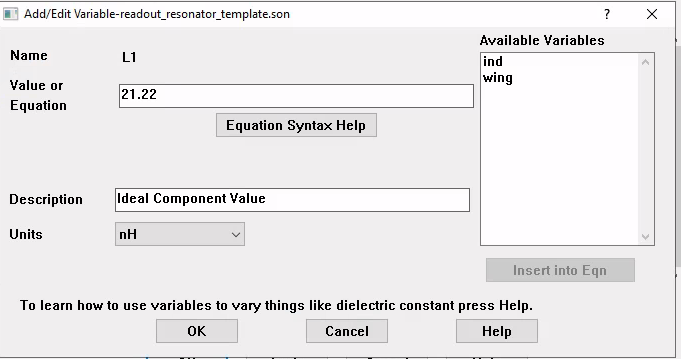 Add/Edit Variable-readout_resonator_template.son
?
Available Variables
Name
L1
ind
wing
Value or
Equation
21.22
Equation Syntax Help
Description
Ideal Component Value
Units
nH
Insert into Eqn
To learn how to use variables to vary things like dielectric constant press Help.
OK
Cancel
Help